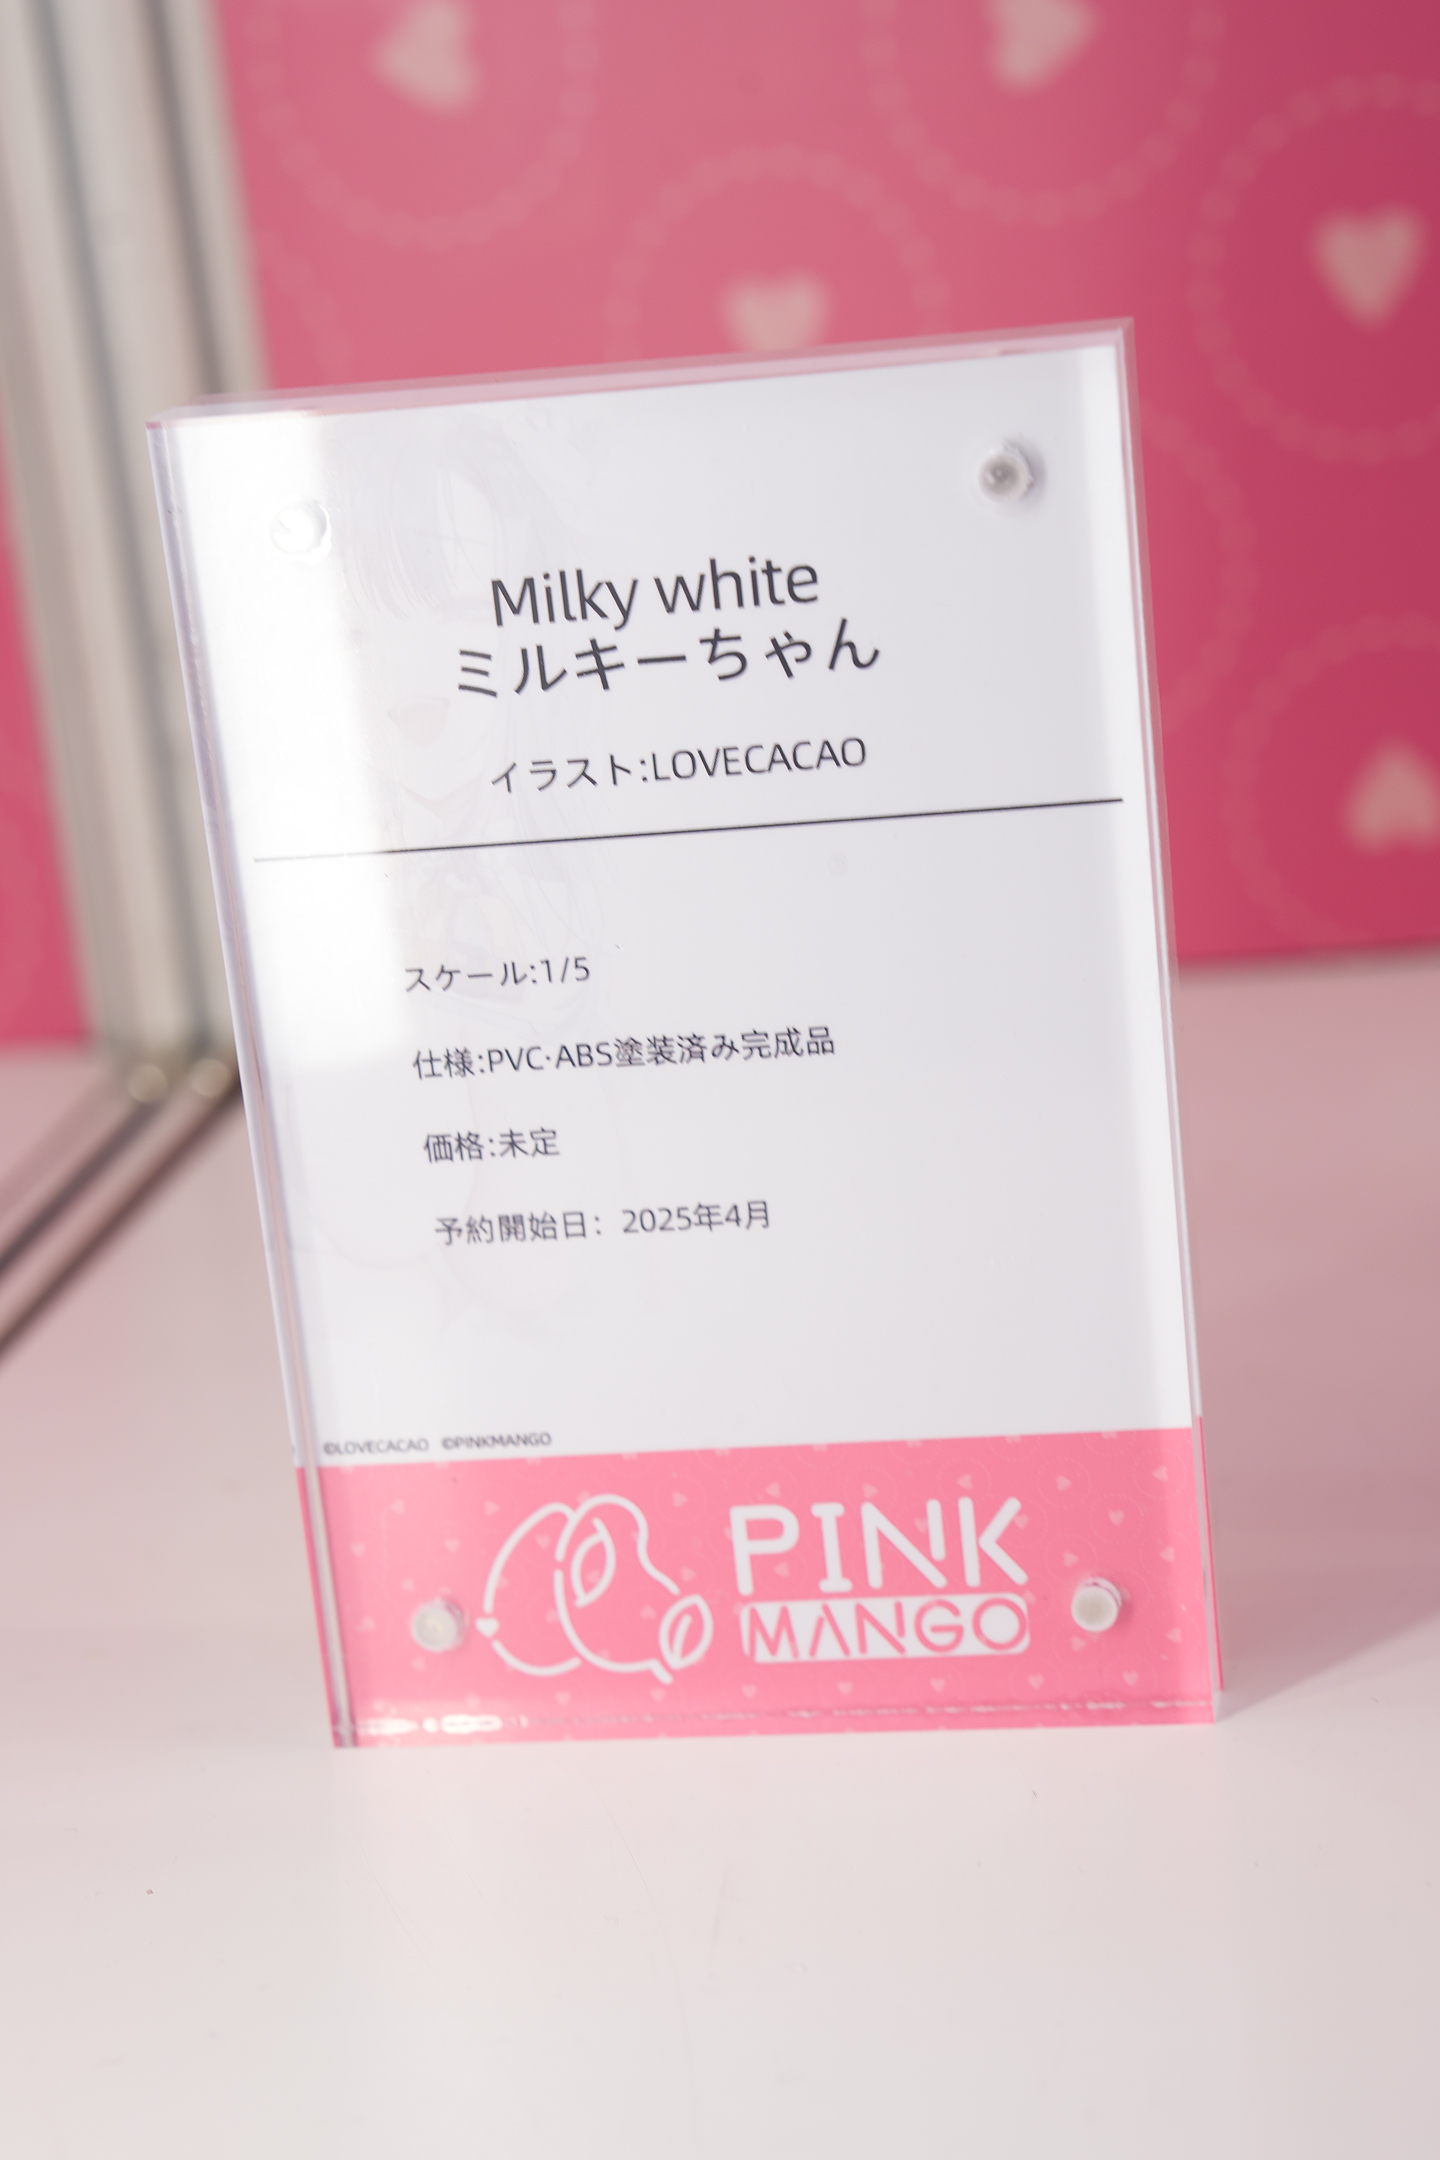 Milky white
ミルキーちゃん
イラスト:LOVECACAO
スケール:1/5
仕様:PVC·ABS塗装済み完成品
価格:未定
予約開始日：2025年4月
©LOVECACAO ©PINKMANGO
PINK
MANGO